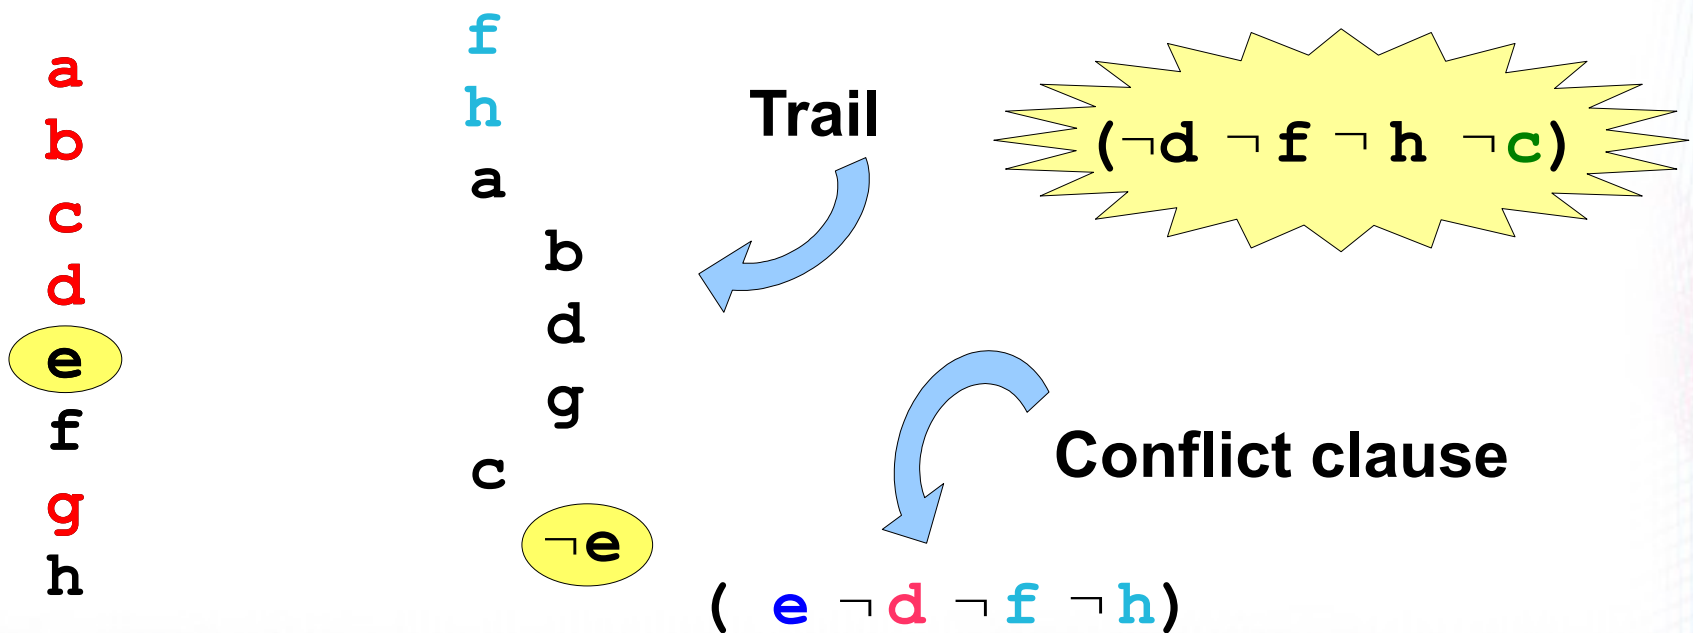 a
b
c
d
e
f
g
h
f
h
a
b
d
g
c
¬e
Trail
(¬d ¬ f ¬ h ¬c)
Conflict clause
( e ¬ d ¬ f ¬ h)